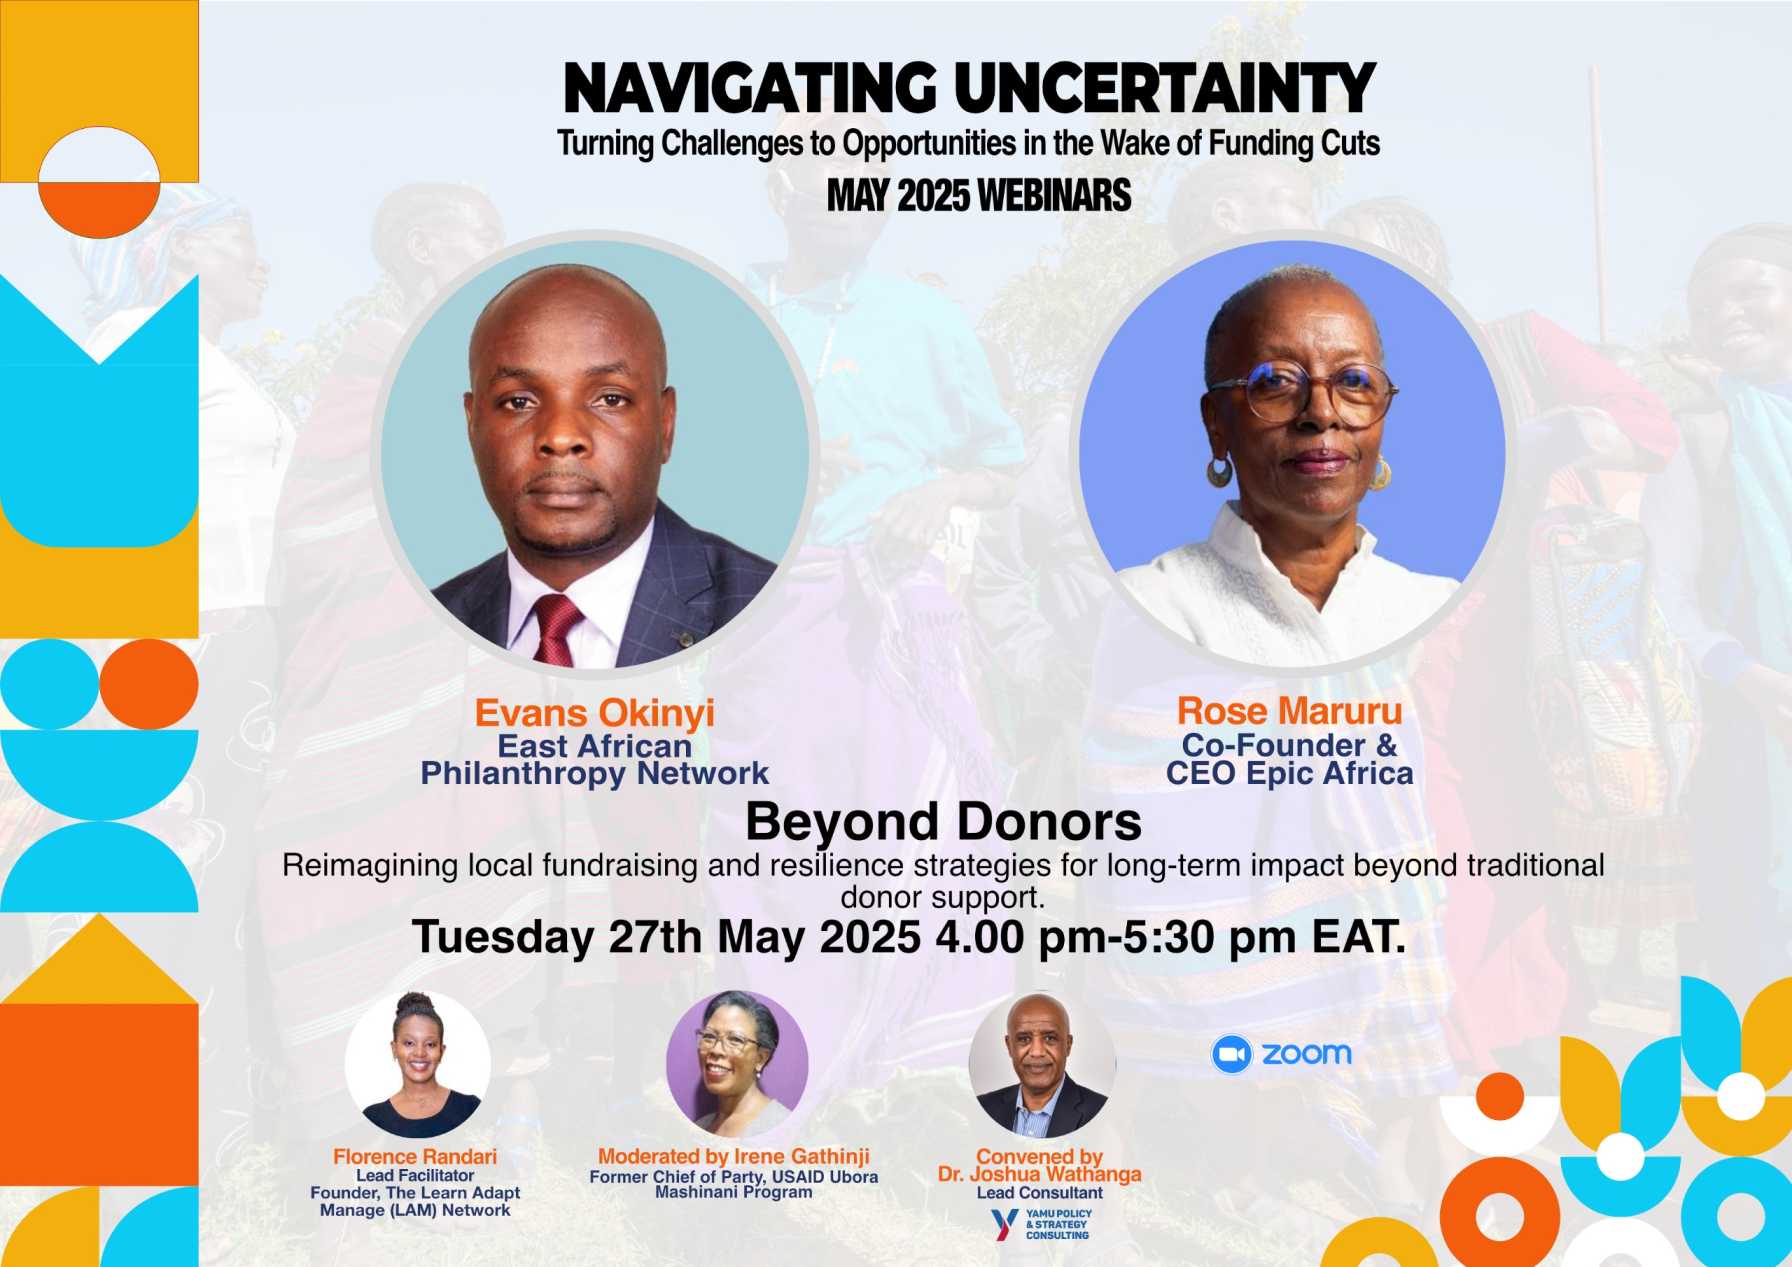 NAVIGATING UNCERTAINTY
Turning Challenges to Opportunities in the Wake of Funding Cuts
MAY 2025 WEBINARS
Evans Okinyi
East African
Philanthropy Network
Rose Maruru
Co-Founder &
CEO Epic Africa
Beyond Donors
Reimagining local fundraising and resilience strategies for long-term impact beyond traditional
donor support.
Tuesday 27th May 2025 4.00 pm-5:30 pm EAT.
Florence Randari
Lead Facilitator
Founder, The Learn Adapt
Manage (LAM) Network
Moderated by Irene Gathinji
Former Chief of Party, USAID Ubora
Mashinani Program
Convened by
Dr. Joshua Wathanga
Lead Consultant
YAMU POLICY
& STRATEGY
CONSULTING
zoom